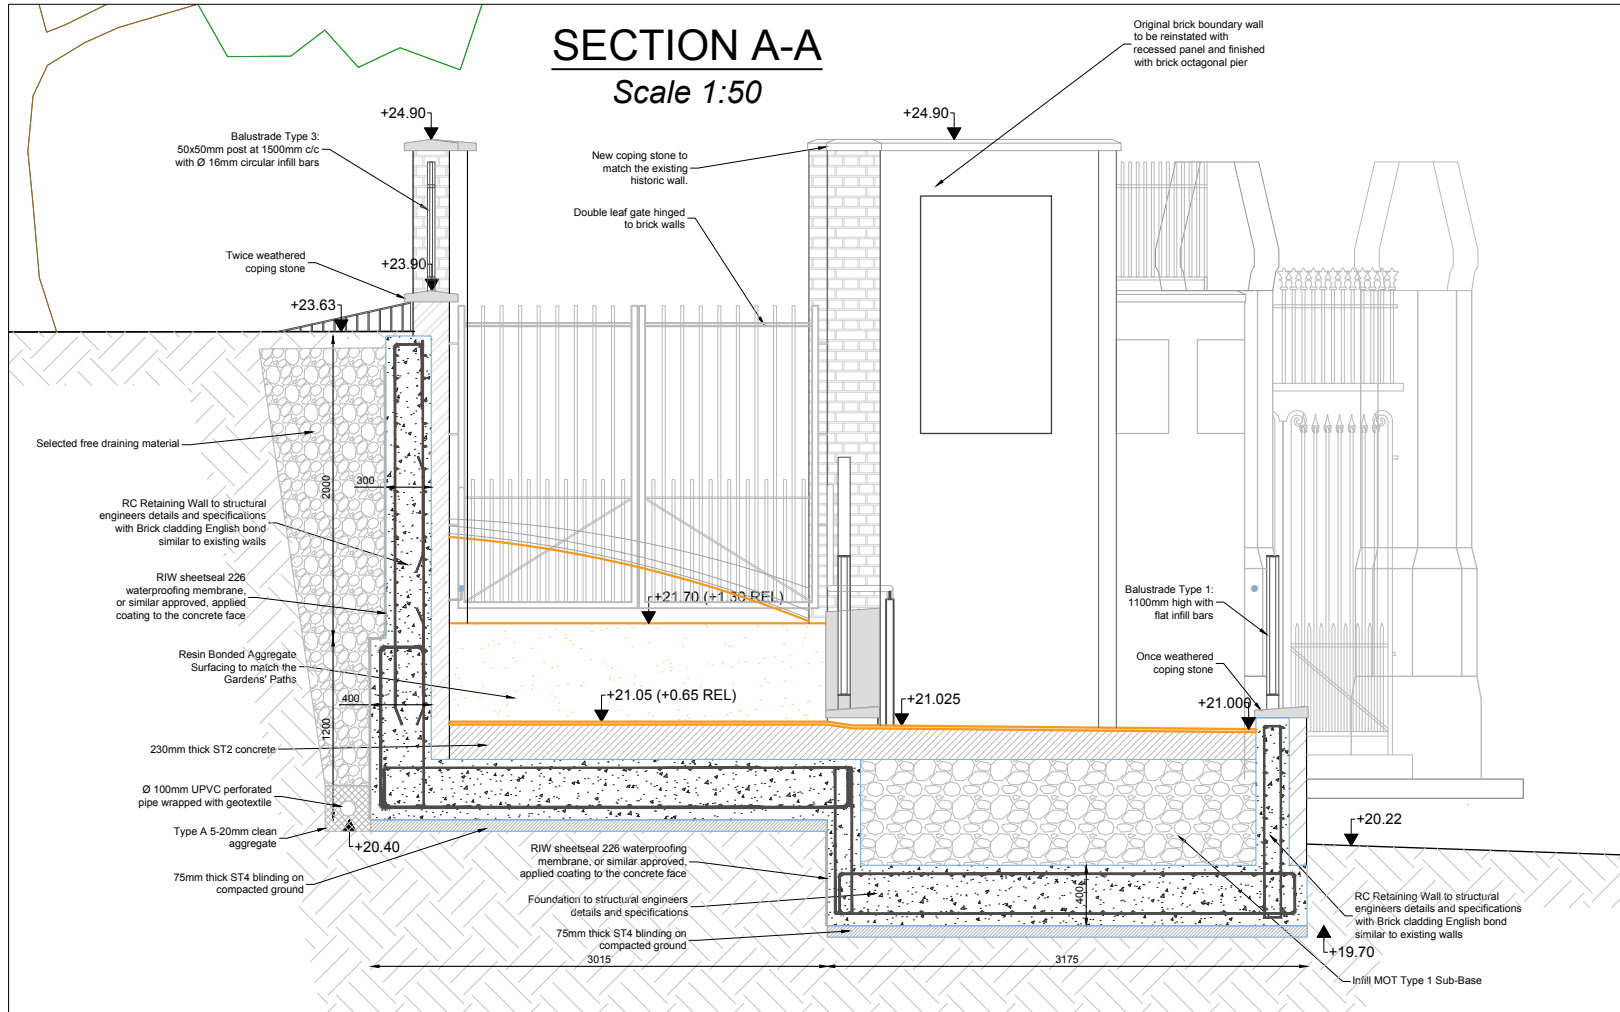 SECTION A-A
Scale 1:50
Original brick boundary wall
to be reinstated with
recessed panel and finished
with brick octagonal pier
+24.90
+24.90
Balustrade Type 3:
50x50mm post at 1500mm c/c
with Ø 16mm circular infill bars
New coping stone to
match the existing
historic wall.
Double leaf gate hinged
to brick walls
Twice weathered
coping stone
+23.90
+23.63
Selected free draining material
2000
300
RC Retaining Wall to structural
engineers details and specifications
with Brick cladding English bond
similar to existing walls
RIW sheetseal 226
waterproofing membrane,
or similar approved, applied
coating to the concrete face
+21.70 (+1.30 REL)
Balustrade Type 1:
1100mm high with
flat infill bars
Resin Bonded Aggregate
Surfacing to match the
Gardens' Paths
Once weathered
coping stone
400
1200
+21.05 (+0.65 REL)
+21.025
+21.006
230mm thick ST2 concrete
Ø 100mm UPVC perforated
pipe wrapped with geotextile
Type A 5-20mm clean
aggregate
+20.40
+20.22
75mm thick ST4 blinding on
compacted ground
RIW sheetseal 226 waterproofing
membrane, or similar approved,
applied coating to the concrete face
Foundation to structural engineers
details and specifications
400
75mm thick ST4 blinding on
compacted ground
RC Retaining Wall to structural
engineers details and specifications
with Brick cladding English bond
similar to existing walls
+19.70
3015
3175
Infill MOT Type 1 Sub-Base